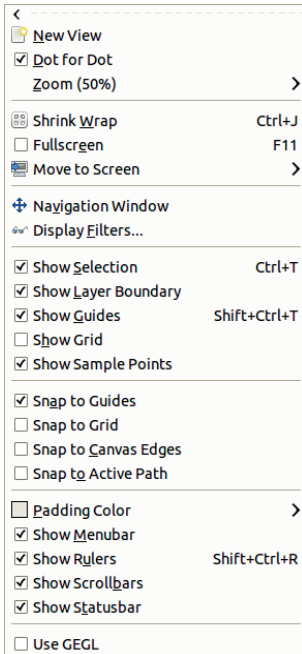 New View
Dot for Dot
Zoom (50%)
Shrink Wrap Ctrl+J
Fullscreen F11
Move to Screen
Navigation Window
Display Filters...
Show Selection Ctrl+T
Show Layer Boundary
Show Guides Shift+Ctrl+T
Show Grid
Show Sample Points
Snap to Guides
Snap to Grid
Snap to Canvas Edges
Snap to Active Path
Padding Color
Show Menubar
Show Rulers Shift+Ctrl+R
Show Scrollbars
Show Statusbar
Use GEGL